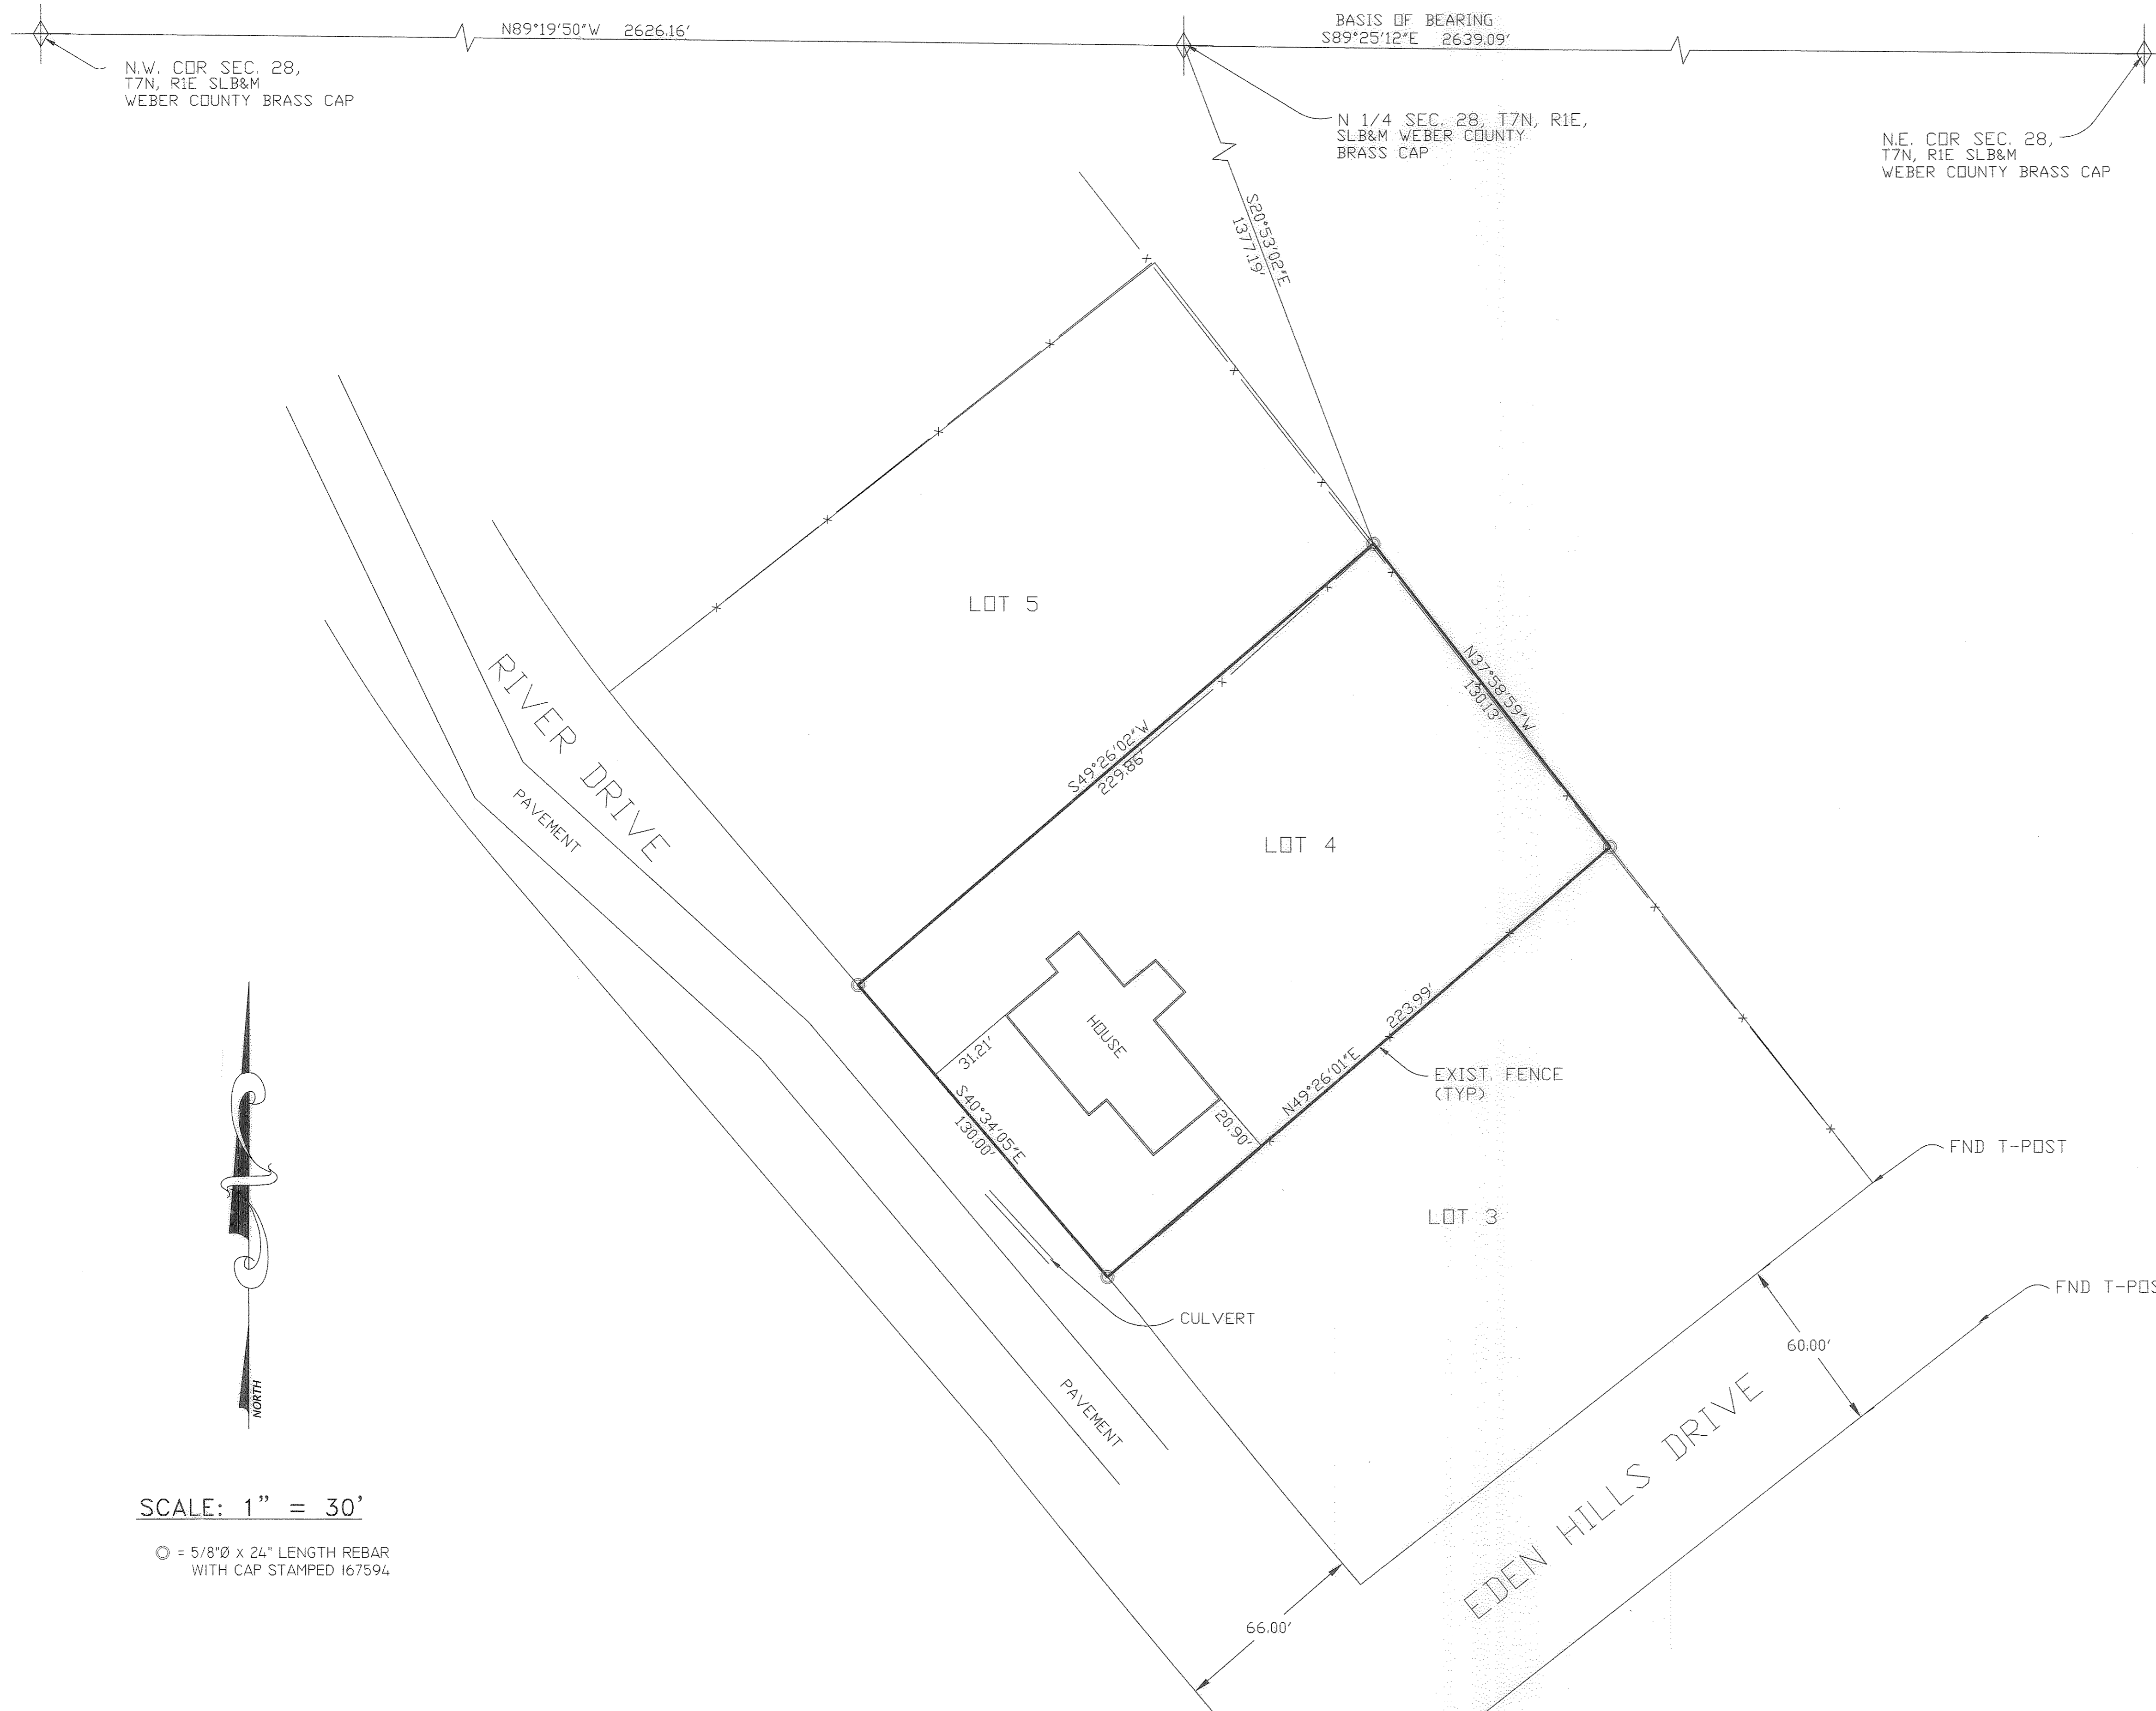 N89°19'50"W 2626.16'
BASIS OF BEARING
S89°25'12"E 2639.09'
N.W. COR SEC. 28,
T7N, R1E SLB&M
WEBER COUNTY BRASS CAP
N 1/4 SEC. 28, T7N, R1E,
SLB&M WEBER COUNTY
BRASS CAP
N.E. COR SEC. 28,
T7N, R1E SLB&M
WEBER COUNTY BRASS CAP
S20°53'02"E
1377.19'
LOT 5
N37°58'59"W
130.13'
S49°26'02"W
229.86'
RIVER DRIVE
PAVEMENT
LOT 4
HOUSE
31.21'
S40°34'05"E
130.00'
20.90'
N49°26'01"E 223.99'
EXIST. FENCE
(TYP)
FND T-POST
LOT 3
FND T-POS
CULVERT
60.00'
PAVEMENT
EDEN HILLS DRIVE
66.00'
NORTH
SCALE: 1" = 30'
= 5/8"Ø X 24" LENGTH REBAR
WITH CAP STAMPED 167594